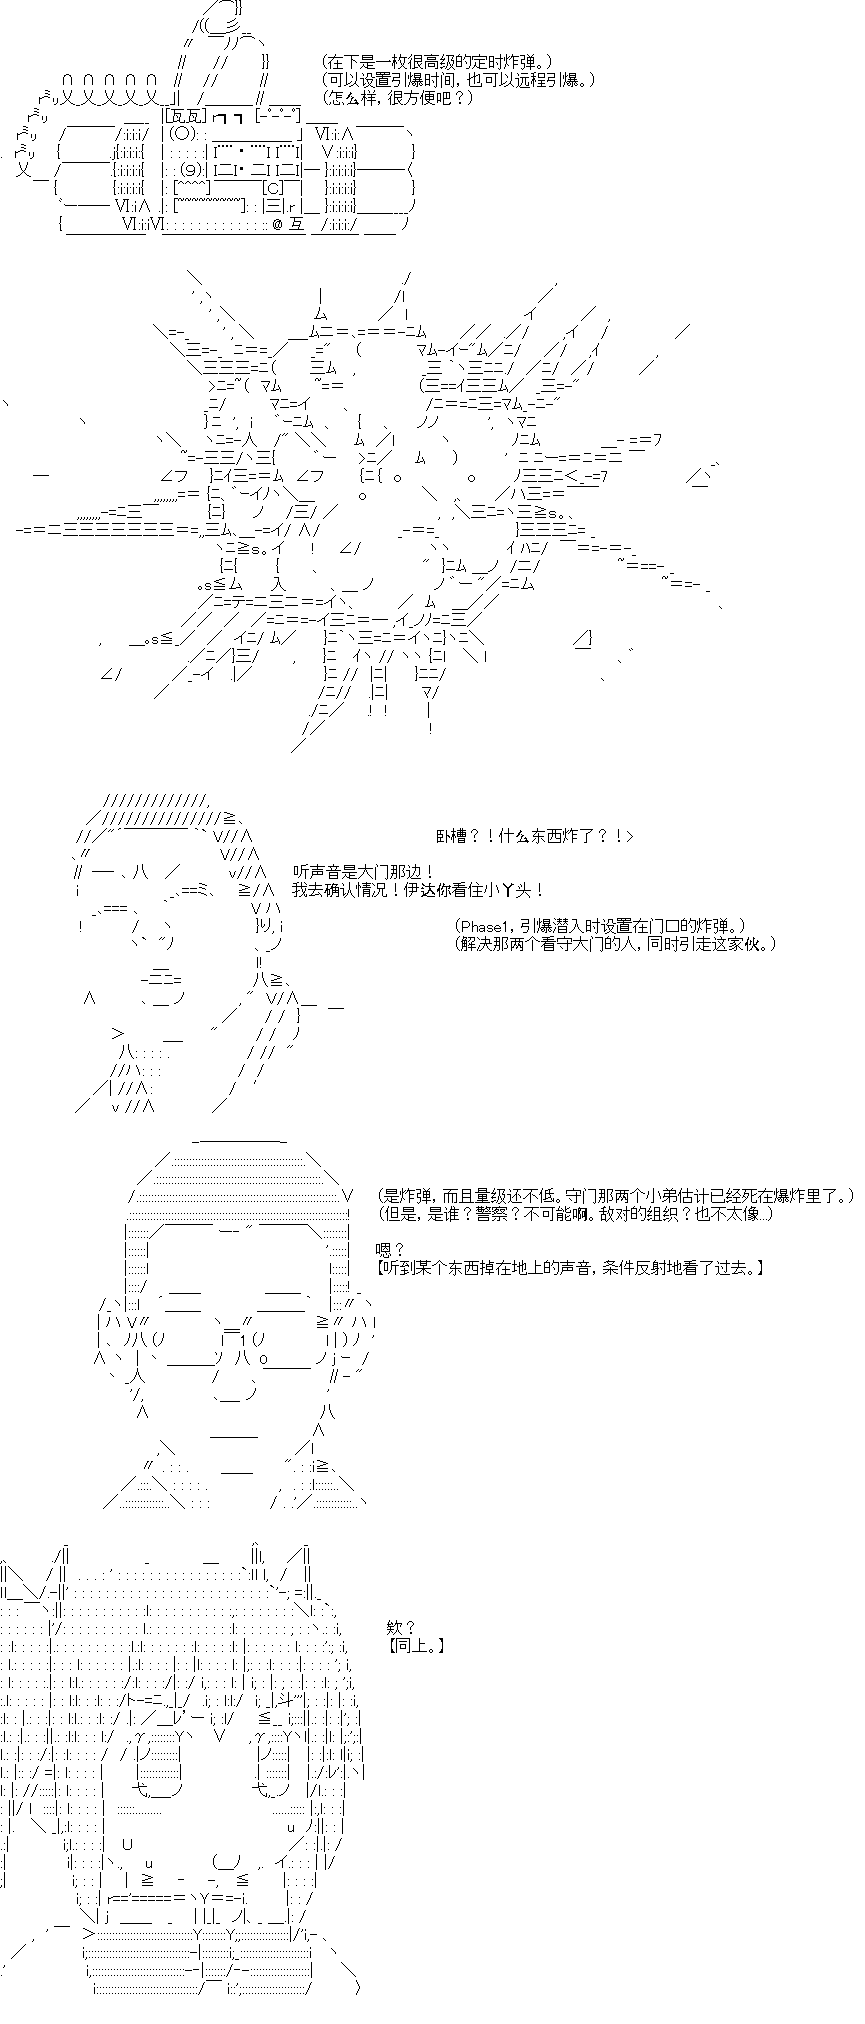 （在下是一枚很高级的定时炸弹。）
（可以设置引爆时间，也可以远程引爆。）
（怎么样，很方便吧？）
卧槽？！什么东西炸了？！>
听声音是大门那边！
我去确认情况！伊达你看住小丫头！
（Phase1，引爆潜入时设置在门口的炸弹。）
（解决那两个看守大门的人，同时引走这家伙。）
（是炸弹，而且量级还不低。守门那两个小弟估计已经死在爆炸里了。）
（但是，是谁？警察？不可能啊。敌对的组织？也不太像...）
嗯？
【听到某个东西掉在地上的声音，条件反射地看了过去。】
欸？
【同上。】